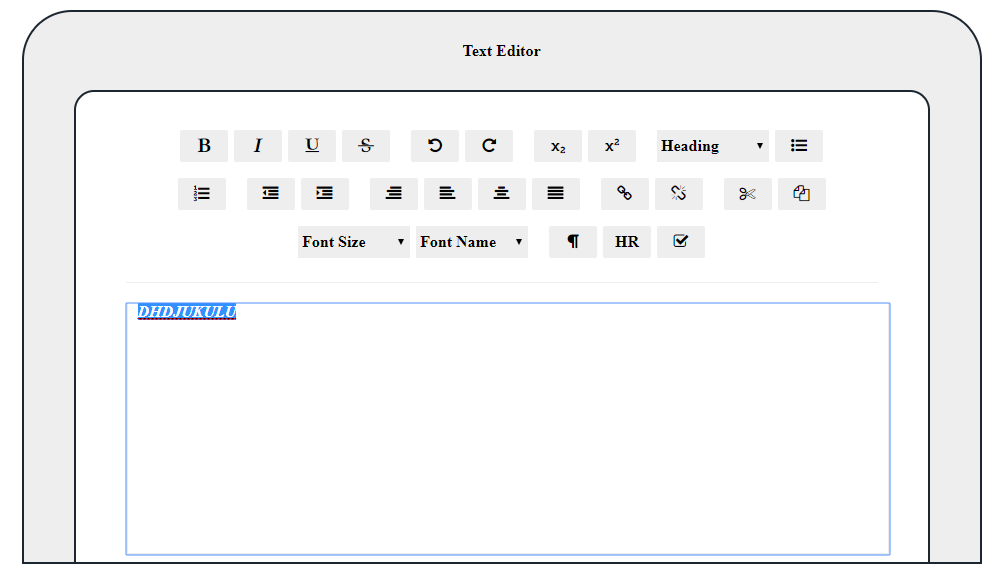 Text Editor
B I U S x₂ x² Heading
Font Size Font Name ¶ HR
DHDJUKULU